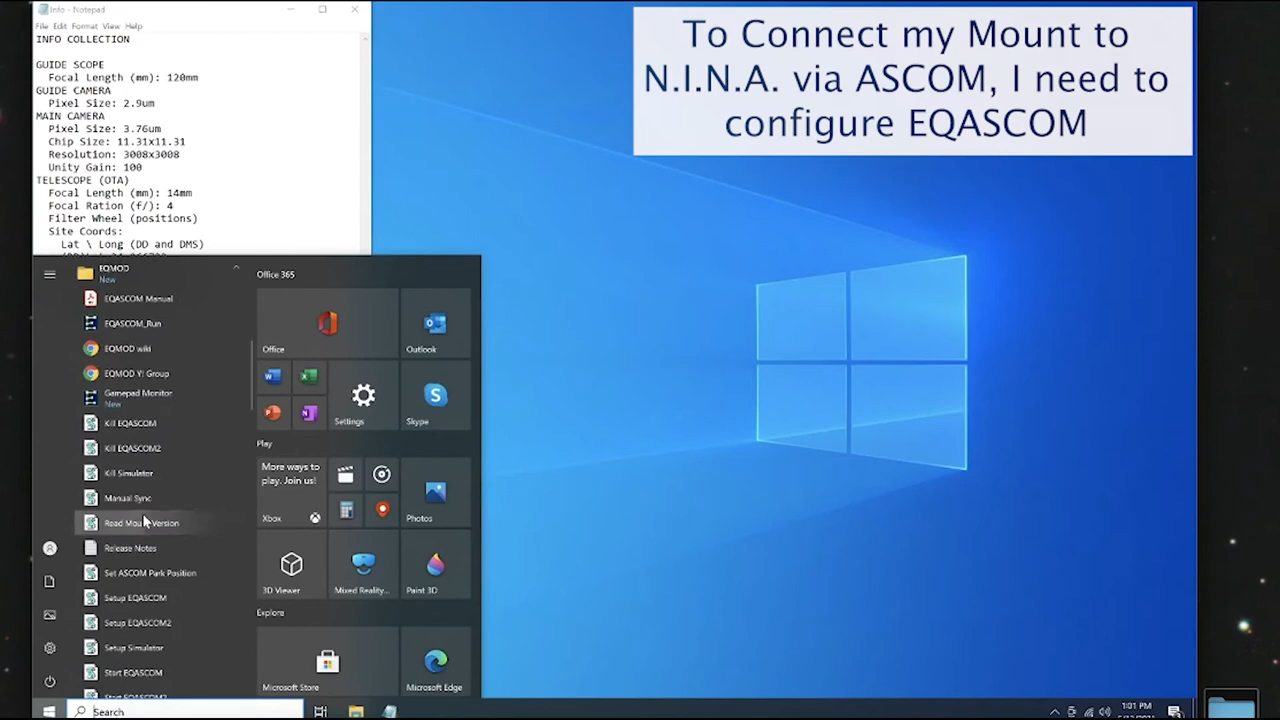 Info - Notepad
File Edit Format View Help
INFO COLLECTION
GUIDE SCOPE
Focal Length (mm): 120mm
GUIDE CAMERA
Pixel Size: 2.9um
MAIN CAMERA
Pixel Size: 3.76um
Chip Size: 11.31x11.31
Resolution: 3008x3008
Unity Gain: 100
TELESCOPE (OTA)
Focal Length (mm): 14mm
Focal Ration (f/): 4
Filter Wheel (positions)
Site Coords:
Lat \ Long (DD and DMS)
To Connect my Mount to
N.I.N.A. via ASCOM, I need to
configure EQASCOM
EQMOD
New
EQASCOM Manual
EQASCOM_Run
EQMOD wiki
EQMOD Y! Group
Gamepad Monitor
New
Kill EQASCOM
Kill EQASCOM2
Kill Simulator
Manual Sync
Read Mount Version
Release Notes
Set ASCOM Park Position
Setup EQASCOM
Setup EQASCOM2
Setup Simulator
Start EQASCOM
Start EQASCOM2
Office 365
Office
Outlook
Settings
Skype
Play
More ways to
play. Join us!
Xbox
Photos
3D Viewer
Mixed Reality...
Paint 3D
Explore
Microsoft Store
Microsoft Edge
Search
1:01 PM